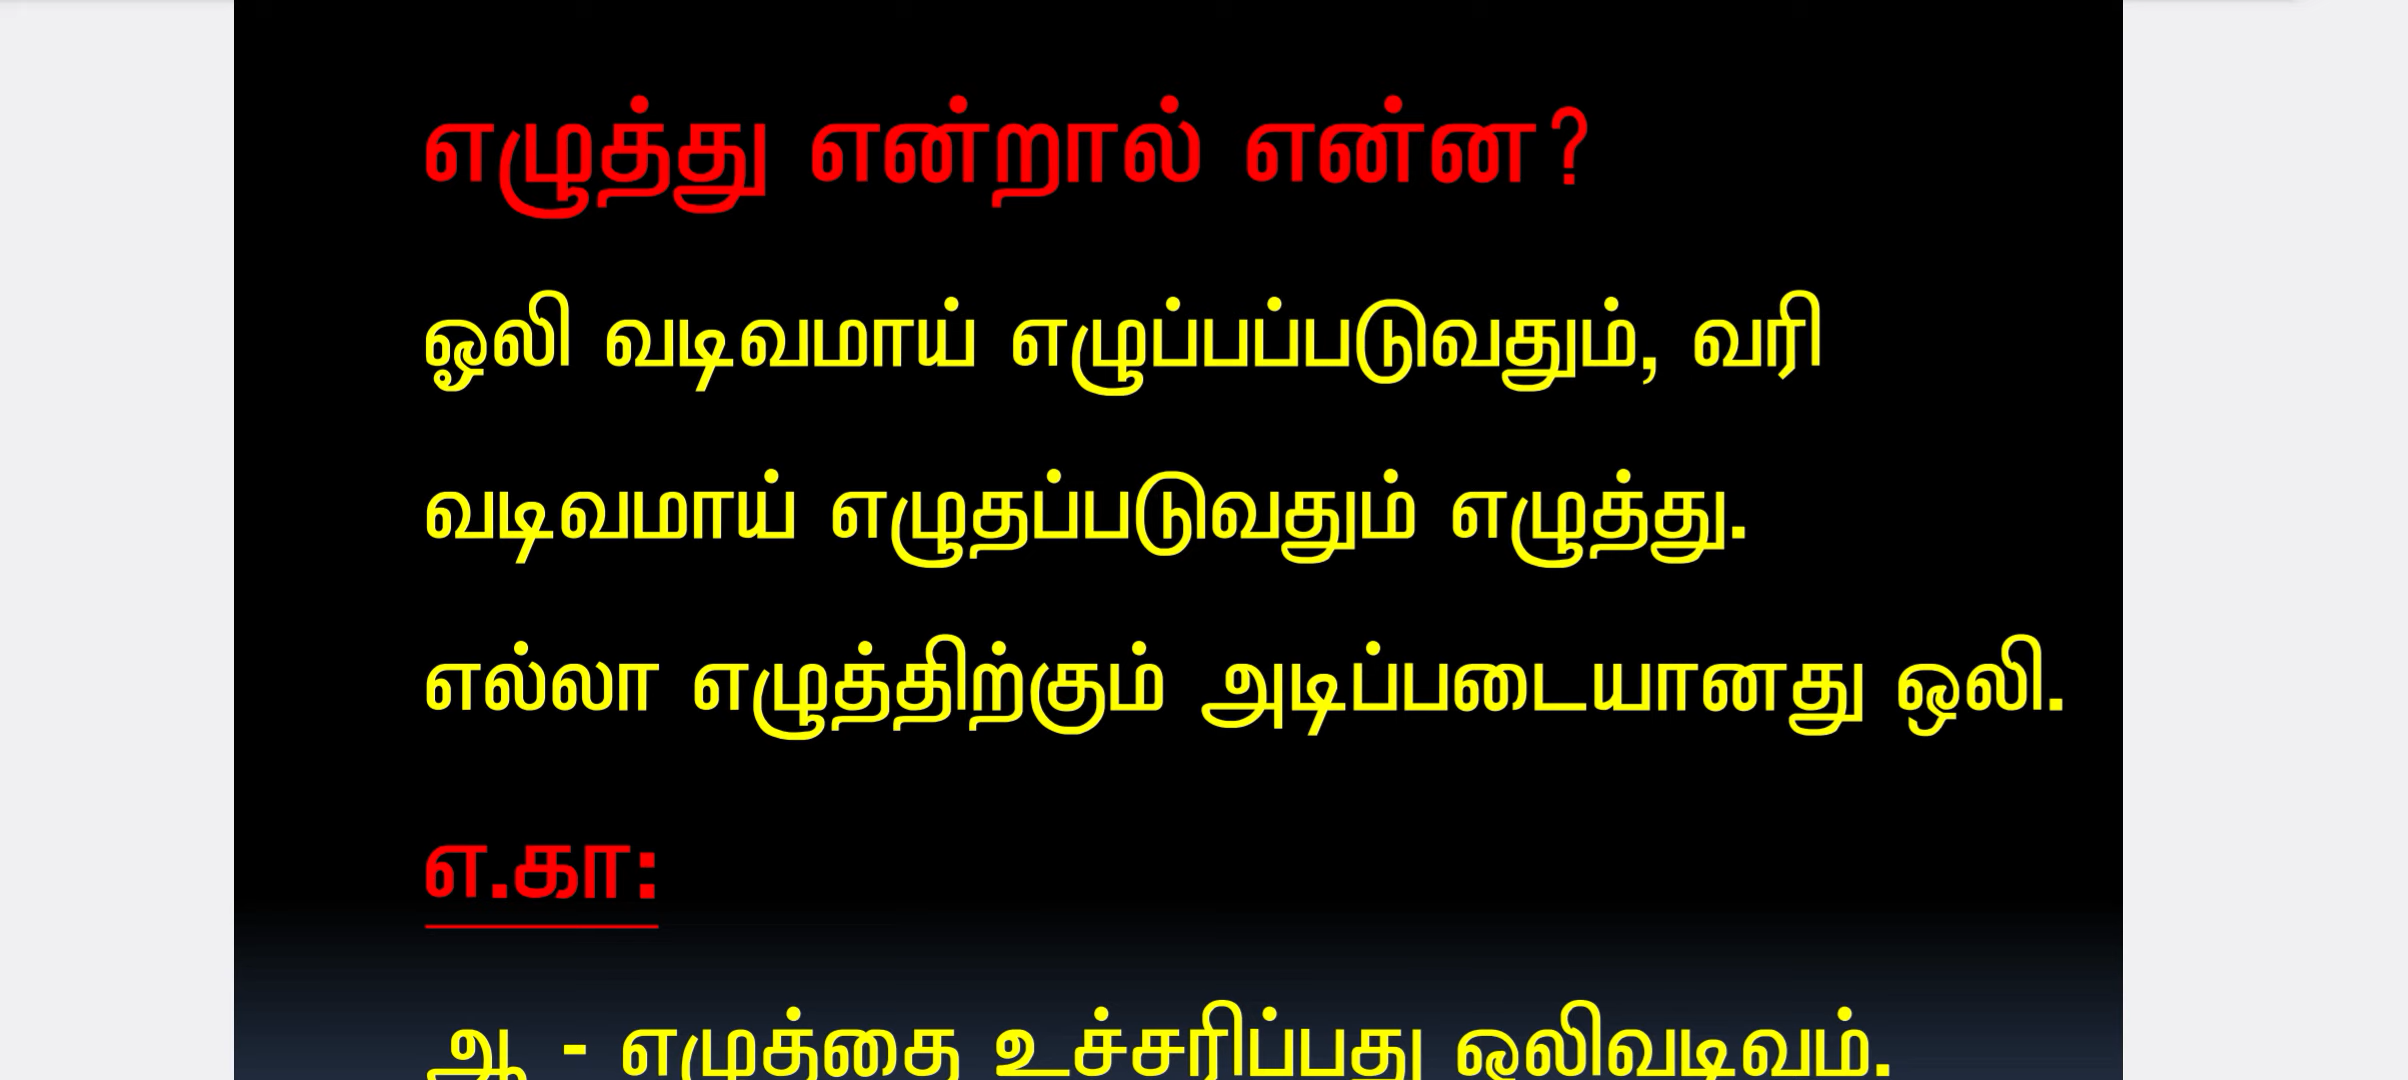 எழுத்து என்றால் என்ன?
ஓலி வடிவமாய் எழுப்பப்படுவதும், வரி
வடிவமாய் எழுதப்படுவதும் எழுத்து.
எல்லா எழுத்திற்கும் அடிப்படையானது ஒலி.
எ.கா:
ஆ - எழுத்தை உச்சரிப்பது ஒலிவடிவம்.